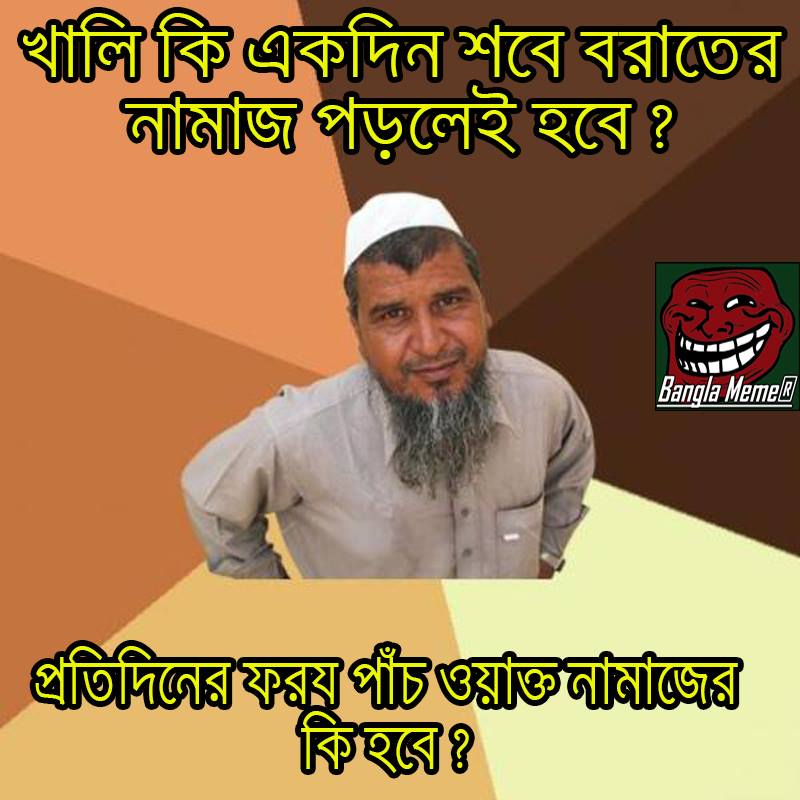 খালি কি একদিন শবে বরাতের
নামাজ পড়লেই হবে ?
Bangla Meme®
প্রতিদিনের ফরয পাঁচ ওয়াক্ত নামাজের
কি হবে ?